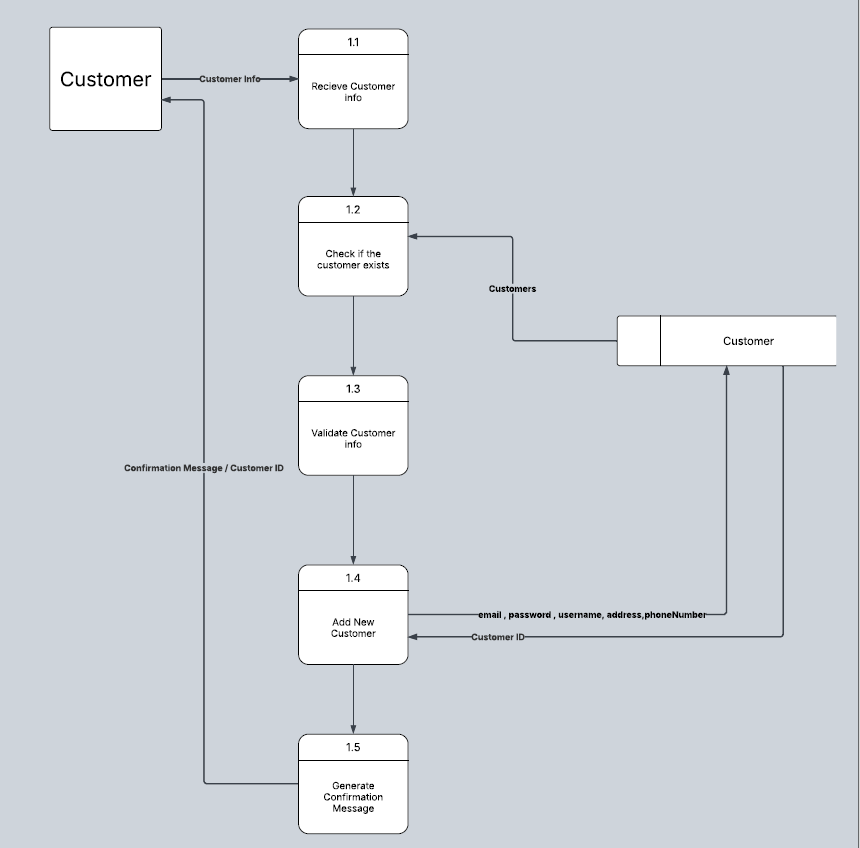 1.1
Customer
Customer Info
Recieve Customer
info
1.2
Check if the
customer exists
Customers
Customer
1.3
Validate Customer
info
Confirmation Message / Customer ID
1.4
Add New
Customer
email , password , username, address,phoneNumber
Customer ID
1.5
Generate
Confirmation
Message